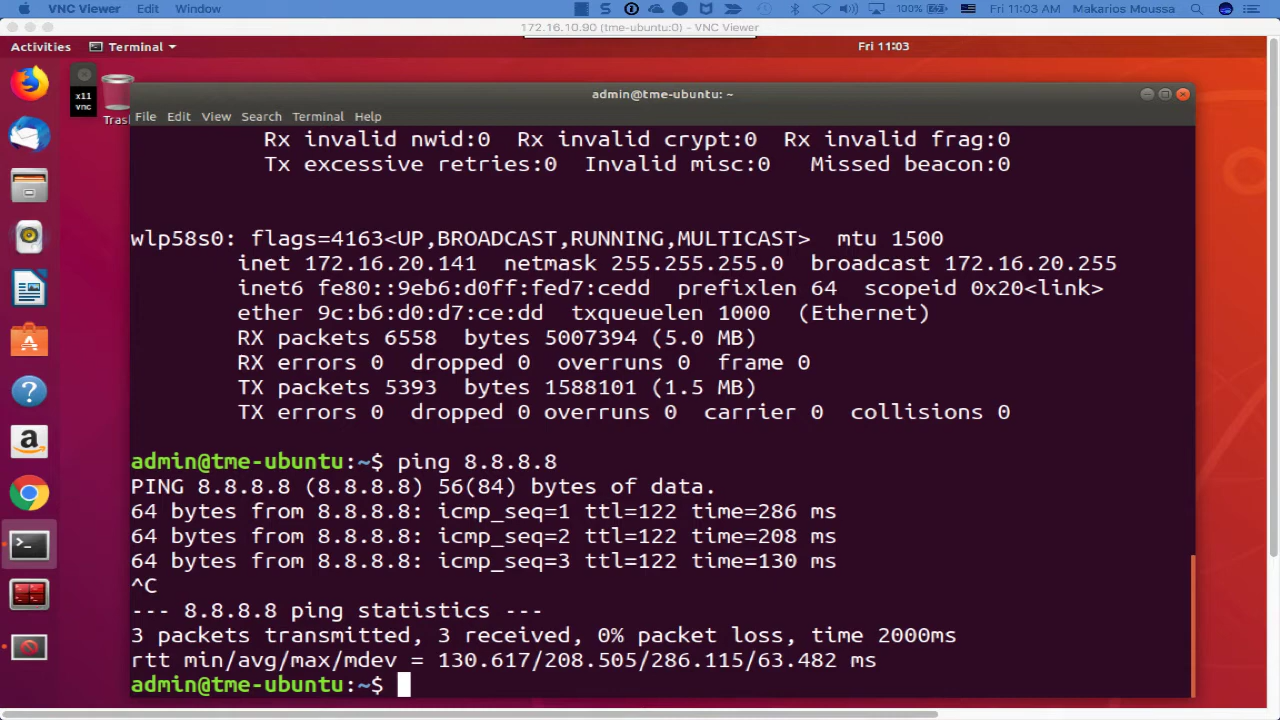 VNC Viewer Edit Window
100% Fri 11:03 AM Makarios Moussa
172.16.10.90 (tme-ubuntu:0) - VNC Viewer
Activities Terminal Fri 11:03
x11
vnc
Tras
admin@tme-ubuntu: ~
File Edit View Search Terminal Help
Rx invalid nwid:0 Rx invalid crypt:0 Rx invalid frag:0
Tx excessive retries:0 Invalid misc:0 Missed beacon:0
wlp58s0: flags=4163<UP,BROADCAST,RUNNING,MULTICAST> mtu 1500
inet 172.16.20.141 netmask 255.255.255.0 broadcast 172.16.20.255
inet6 fe80::9eb6:d0ff:fed7:cedd prefixlen 64 scopeid 0x20<link>
ether 9c:b6:d0:d7:ce:dd txqueuelen 1000 (Ethernet)
RX packets 6558 bytes 5007394 (5.0 MB)
RX errors 0 dropped 0 overruns 0 frame 0
TX packets 5393 bytes 1588101 (1.5 MB)
TX errors 0 dropped 0 overruns 0 carrier 0 collisions 0
admin@tme-ubuntu:~$ ping 8.8.8.8
PING 8.8.8.8 (8.8.8.8) 56(84) bytes of data.
64 bytes from 8.8.8.8: icmp_seq=1 ttl=122 time=286 ms
64 bytes from 8.8.8.8: icmp_seq=2 ttl=122 time=208 ms
64 bytes from 8.8.8.8: icmp_seq=3 ttl=122 time=130 ms
^C
--- 8.8.8.8 ping statistics ---
3 packets transmitted, 3 received, 0% packet loss, time 2000ms
rtt min/avg/max/mdev = 130.617/208.505/286.115/63.482 ms
admin@tme-ubuntu:~$